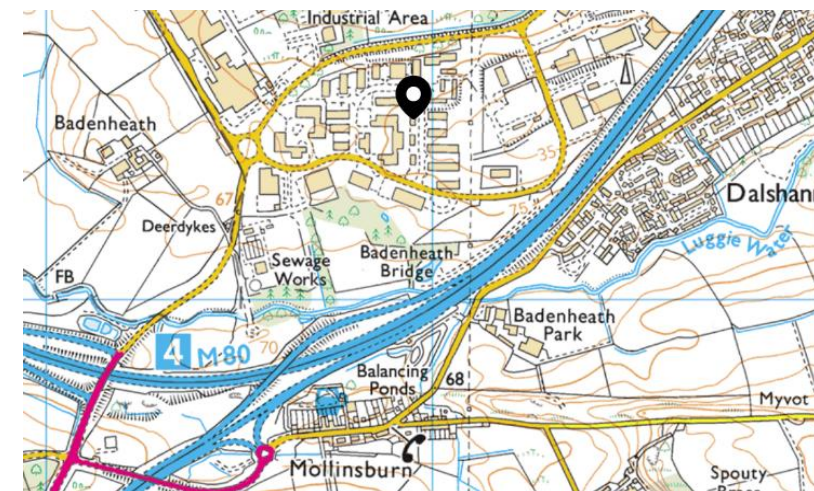 Industrial Area
Badenheath
35
67
Dalshann
75
Deerdykes
Luggie Water
Sewage
Works
Badenheath
Bridge
FB
Badenheath
Park
4 M 80
70
Balancing
Ponds
68
Myvot
Mollinsburn
Spouty